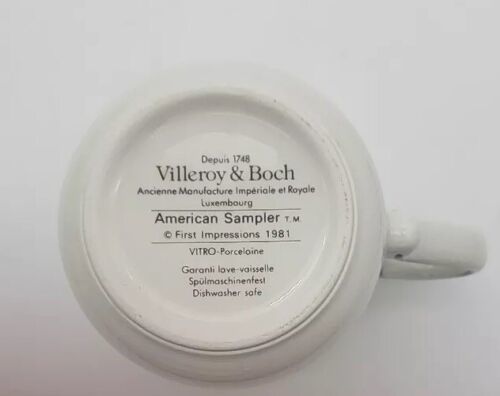 Depuis 1748
Villeroy & Boch
Ancienne Manufacture Impériale et Royale
Luxembourg
American Sampler T.M.
© First Impressions 1981
VITRO-Porcelaine
Garanti lave-vaisselle
Spülmaschinenfest
Dishwasher safe